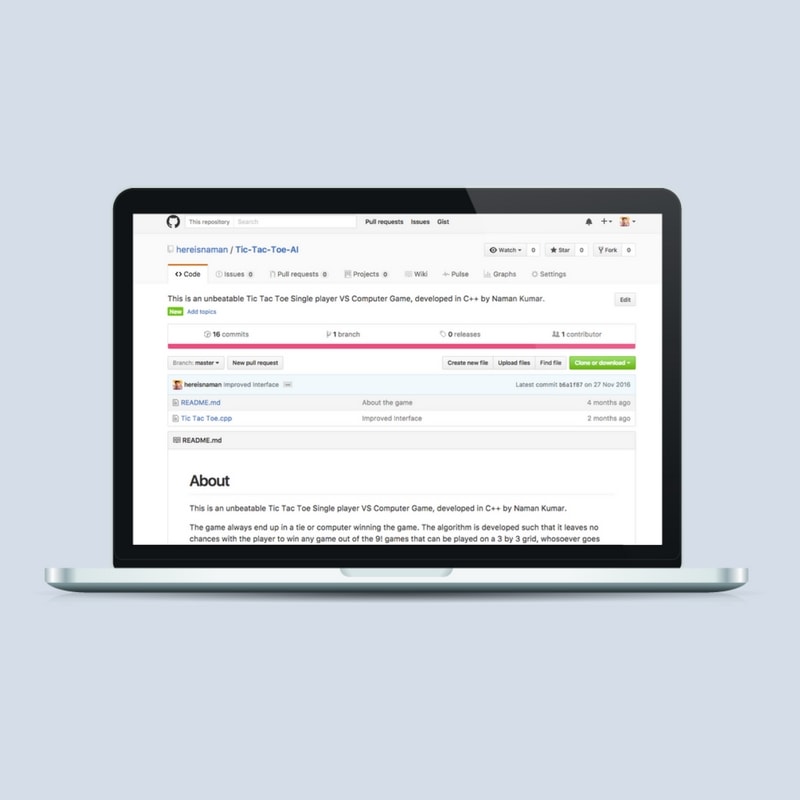 This repository Search Pull requests Issues Gist
hereisnaman / Tic-Tac-Toe-AI Watch 0 Star 0 Fork 0
Code Issues 0 Pull requests 0 Projects 0 Wiki Pulse Graphs Settings
This is an unbeatable Tic Tac Toe Single player VS Computer Game, developed in C++ by Naman Kumar. Edit
New Add topics
16 commits 1 branch 0 releases 1 contributor
Branch: master New pull request Create new file Upload files Find file Clone or download
hereisnaman Improved Interface Latest commit b6a1f87 on 27 Nov 2016
README.md About the game 4 months ago
Tic Tac Toe.cpp Improved Interface 2 months ago
README.md
About
This is an unbeatable Tic Tac Toe Single player VS Computer Game, developed in C++ by Naman Kumar.
The game always end up in a tie or computer winning the game. The algorithm is developed such that it leaves no
chances with the player to win any game out of the 9! games that can be played on a 3 by 3 grid, whosoever goes